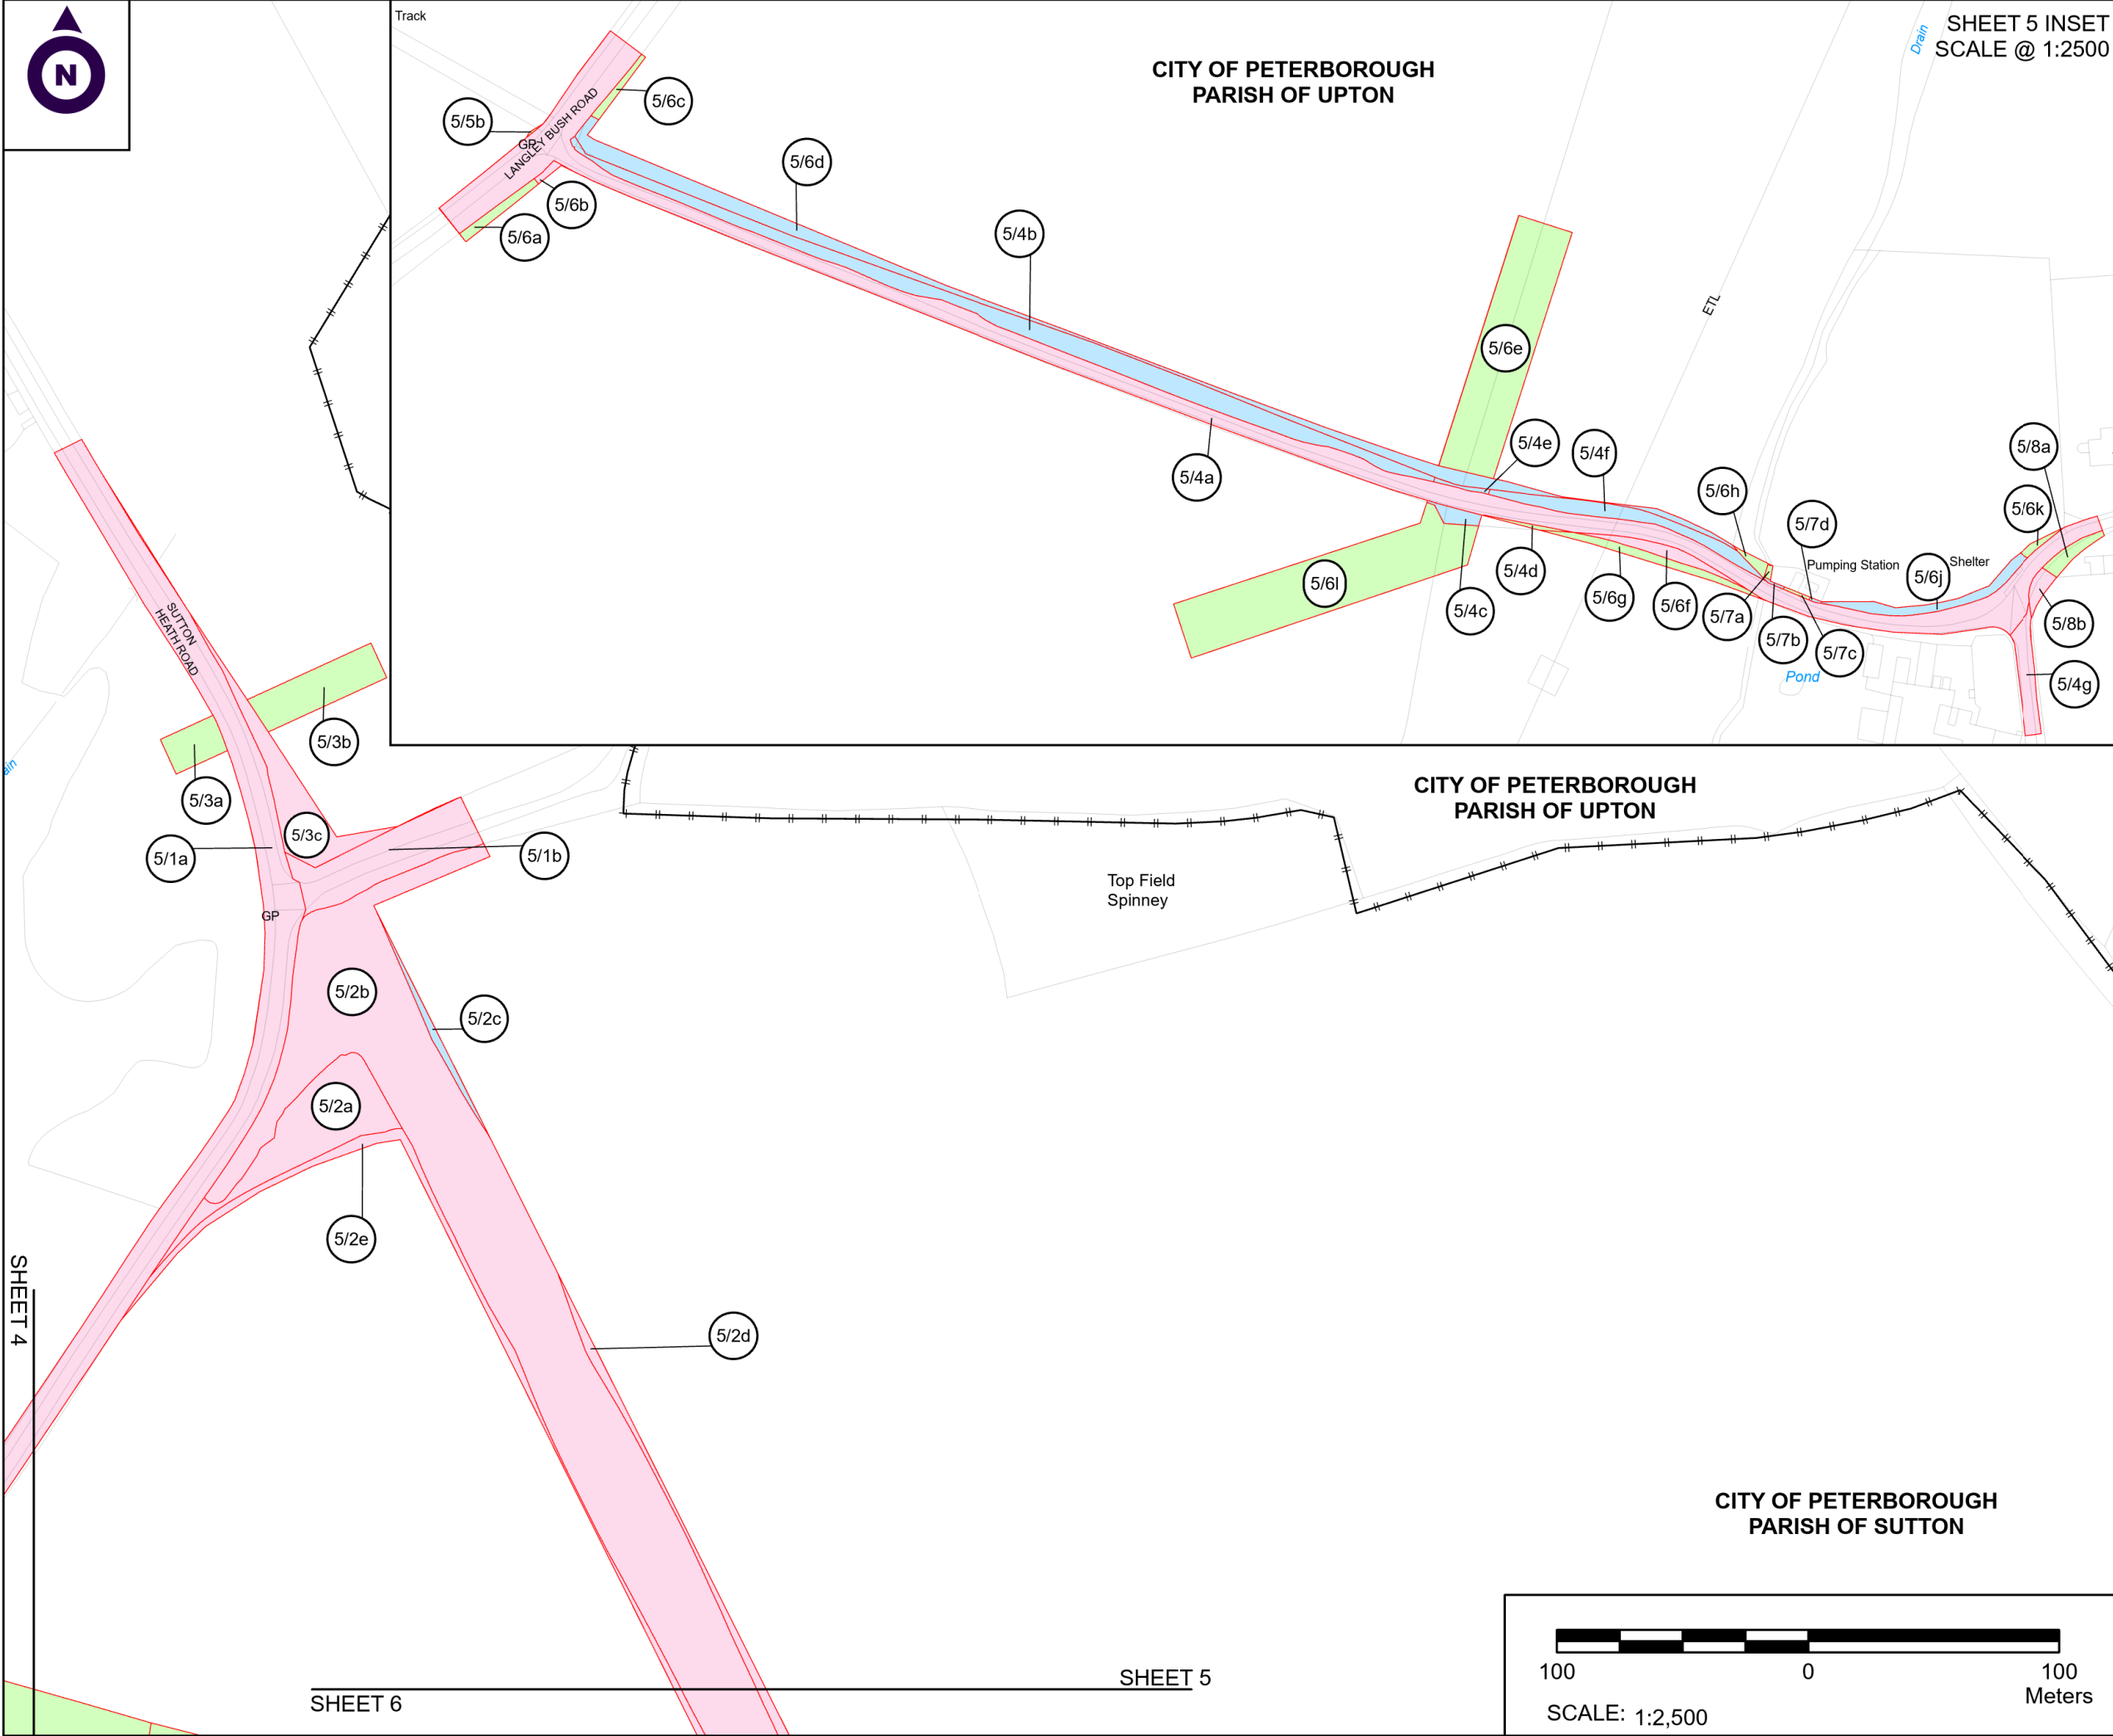 N
Track
SHEET 5 INSET
SCALE @ 1:2500
Drain
CITY OF PETERBOROUGH
PARISH OF UPTON
5/5b
5/6c
GP
LANGLEY BUSH ROAD
5/6d
5/6b
5/6a
5/4b
ETL
5/6e
5/4a
5/4e
5/4f
5/6h
5/8a
5/6k
5/7d
Pumping Station
Shelter
5/6j
5/6l
5/4c
5/4d
5/6g
5/6f
5/7a
5/7b
5/7c
5/8b
Pond
5/4g
SUTTON
HEATH ROAD
5/3b
5/3a
5/3c
5/1a
5/1b
GP
CITY OF PETERBOROUGH
PARISH OF UPTON
Top Field
Spinney
5/2b
5/2c
5/2a
5/2e
5/2d
SHEET 4
CITY OF PETERBOROUGH
PARISH OF SUTTON
SHEET 5
SHEET 6
100 0 100
Meters
SCALE: 1:2,500